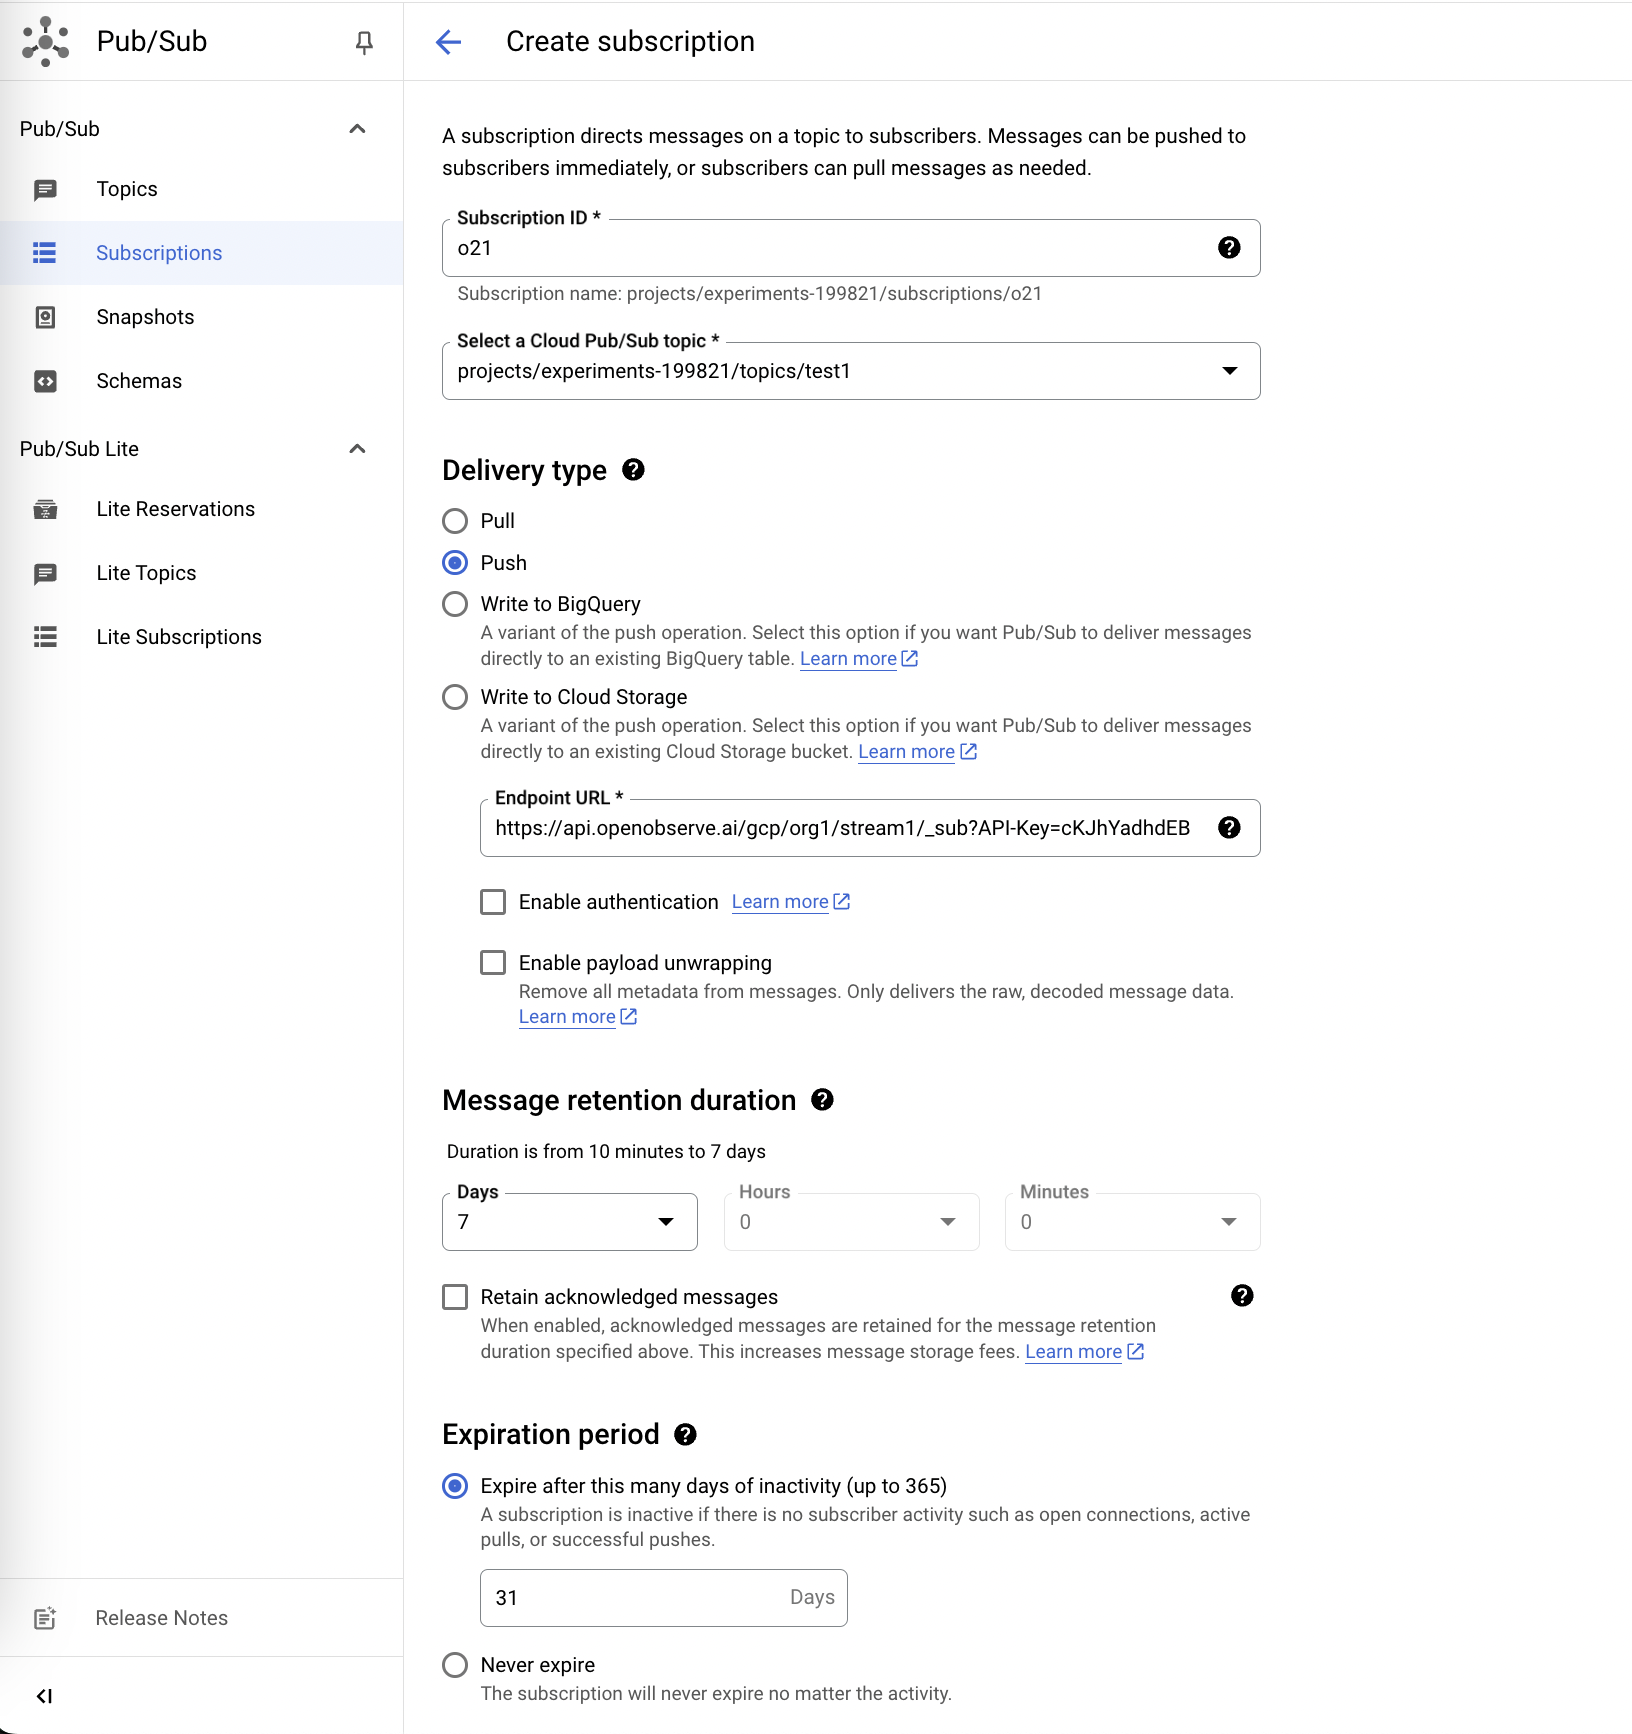 Pub/Sub
Create subscription
Pub/Sub
Topics
Subscriptions
Snapshots
Schemas
Pub/Sub Lite
Lite Reservations
Lite Topics
Lite Subscriptions
Release Notes
A subscription directs messages on a topic to subscribers. Messages can be pushed to
subscribers immediately, or subscribers can pull messages as needed.
Subscription ID *
o21
Subscription name: projects/experiments-199821/subscriptions/o21
Select a Cloud Pub/Sub topic *
projects/experiments-199821/topics/test1
Delivery type
Pull
Push
Write to BigQuery
A variant of the push operation. Select this option if you want Pub/Sub to deliver messages
directly to an existing BigQuery table. Learn more
Write to Cloud Storage
A variant of the push operation. Select this option if you want Pub/Sub to deliver messages
directly to an existing Cloud Storage bucket. Learn more
Endpoint URL *
https://api.openobserve.ai/gcp/org1/stream1/_sub?API-Key=cKJhYadhdEB
Enable authentication Learn more
Enable payload unwrapping
Remove all metadata from messages. Only delivers the raw, decoded message data.
Learn more
Message retention duration
Duration is from 10 minutes to 7 days
Days Hours Minutes
7 0 0
Retain acknowledged messages
When enabled, acknowledged messages are retained for the message retention
duration specified above. This increases message storage fees. Learn more
Expiration period
Expire after this many days of inactivity (up to 365)
A subscription is inactive if there is no subscriber activity such as open connections, active
pulls, or successful pushes.
31 Days
Never expire
The subscription will never expire no matter the activity.